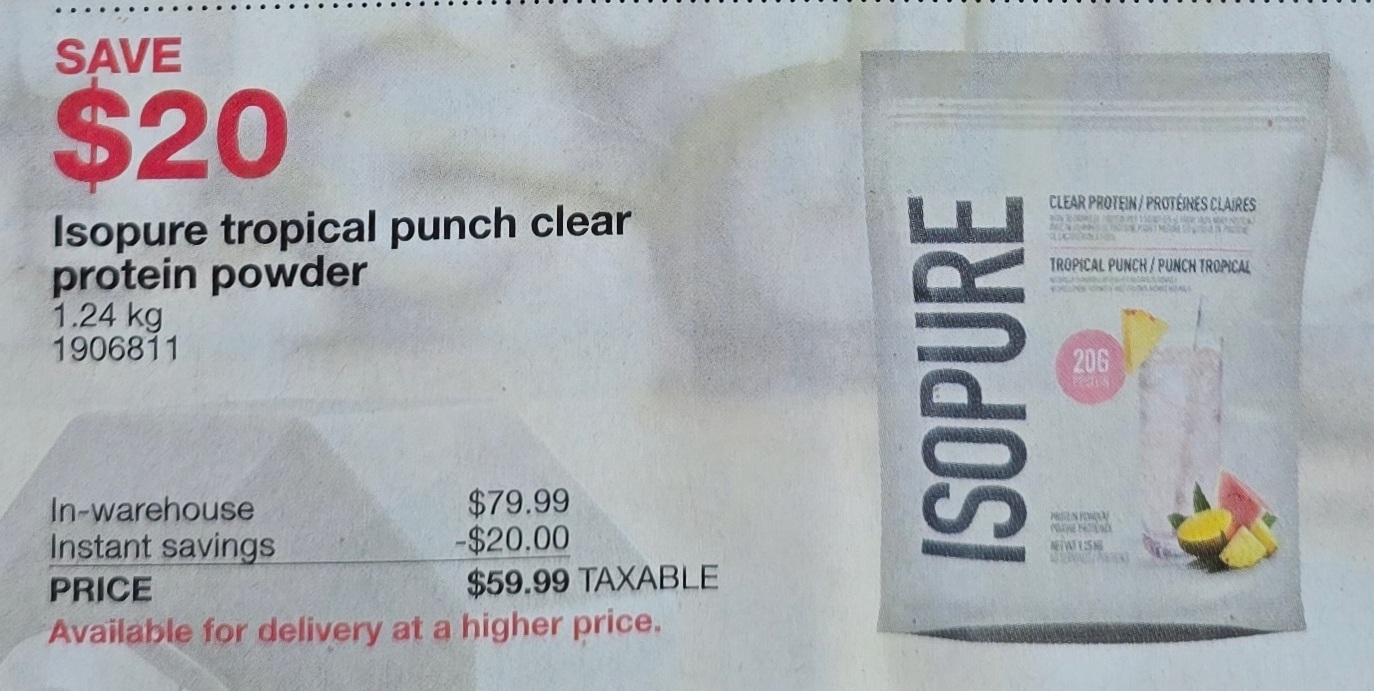 SAVE
$20
Isopure tropical punch clear
protein powder
1.24 kg
1906811
In-warehouse $79.99
Instant savings -$20.00
PRICE $59.99 TAXABLE
Available for delivery at a higher price.
ISOPURE
CLEAR PROTEIN / PROTÉINES CLAIRES
TROPICAL PUNCH / PUNCH TROPICAL
20G
PROTEIN